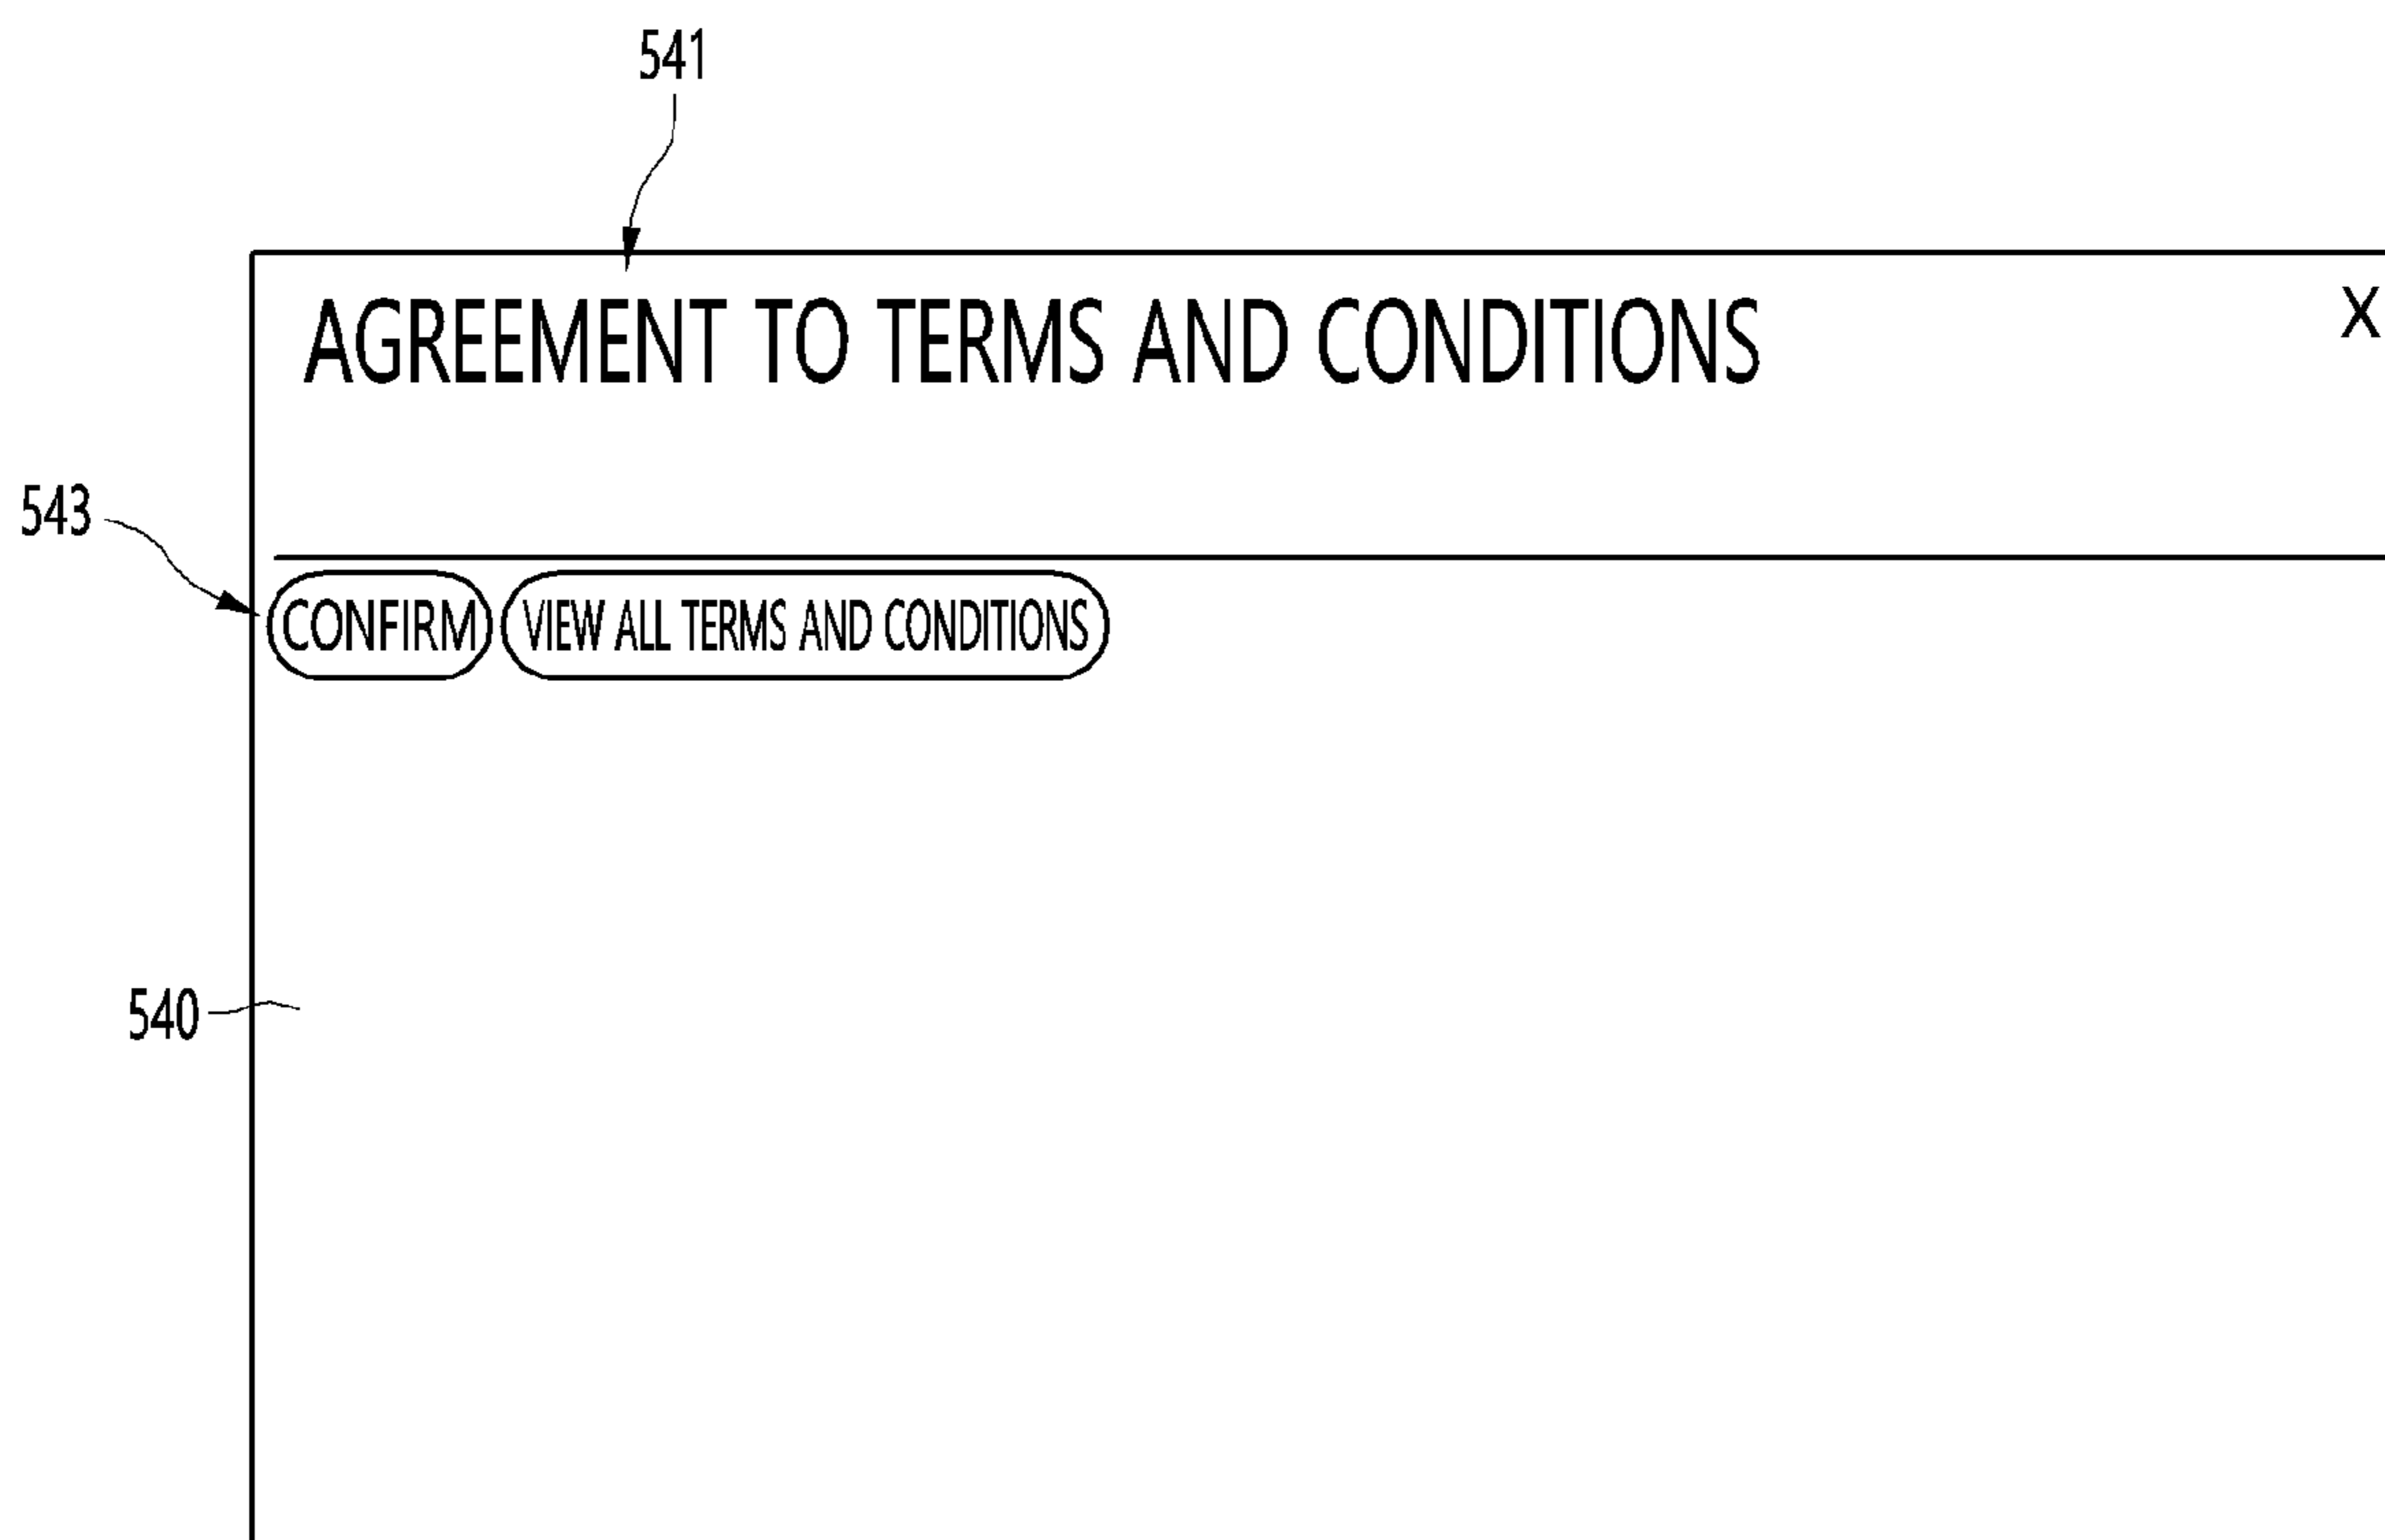 541
AGREEMENT TO TERMS AND CONDITIONS X
543
CONFIRM VIEW ALL TERMS AND CONDITIONS
540